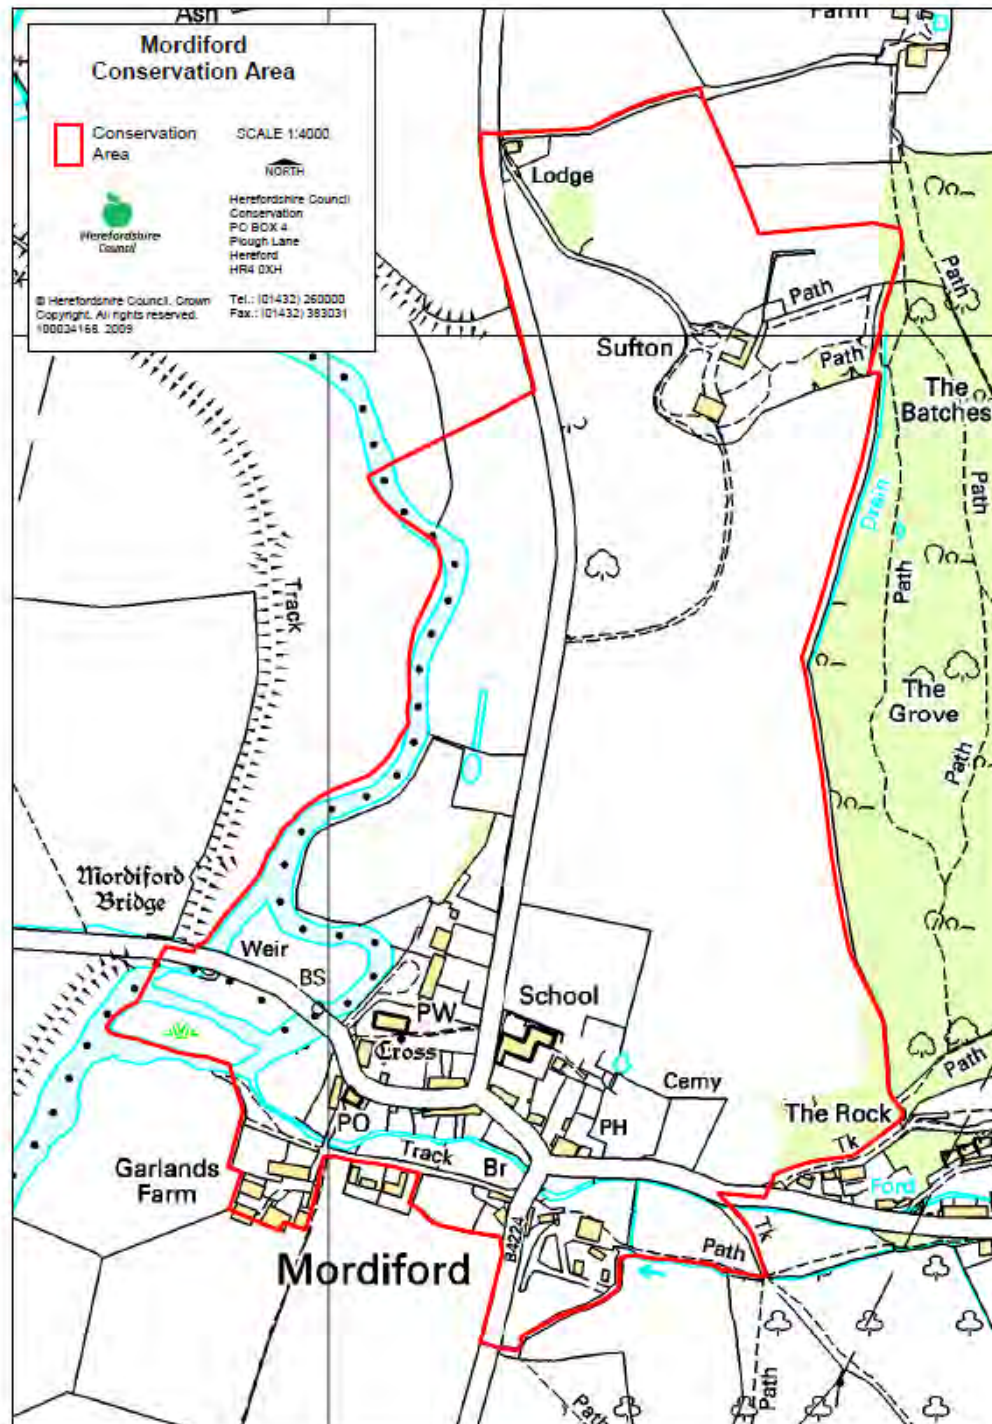 Ash
Farm
Mordiford
Conservation Area
Conservation
Area
SCALE 1:4000
NORTH
Herefordshire
Council
Herefordshire Council
Conservation
PO BOX 4
Plough Lane
Hereford
HR4 0XH
© Herefordshire Council. Crown
Copyright. All rights reserved.
100024168. 2009
Tel.: (01432) 260000
Fax.: (01432) 383031
Lodge
Path
Path
Sufton
Path
The
Batches
Drain
Path
Path
Track
The
Grove
Path
Mordiford
Bridge
Weir
BS
PW
School
Cross
Cemy
Path
The Rock
PO
PH
Tk
Track
Br
Garlands
Farm
Ford
B4224
Tk
Path
Mordiford
Path
Path